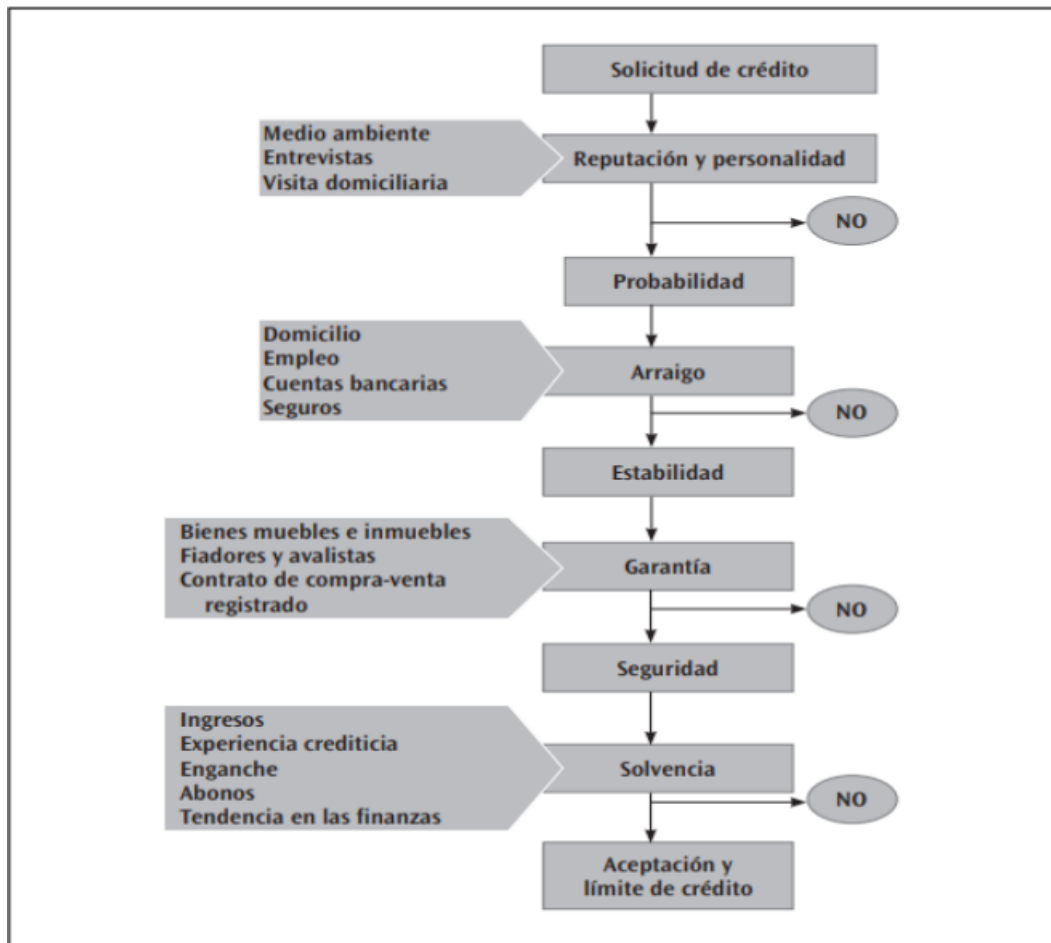 Solicitud de crédito
Medio ambiente
Entrevistas
Visita domiciliaria
Reputación y personalidad
NO
Probabilidad
Domicilio
Empleo
Cuentas bancarias
Seguros
Arraigo
NO
Estabilidad
Bienes muebles e inmuebles
Fiadores y avalistas
Contrato de compra-venta
registrado
Garantía
NO
Seguridad
Ingresos
Experiencia crediticia
Enganche
Abonos
Tendencia en las finanzas
Solvencia
NO
Aceptación y
límite de crédito